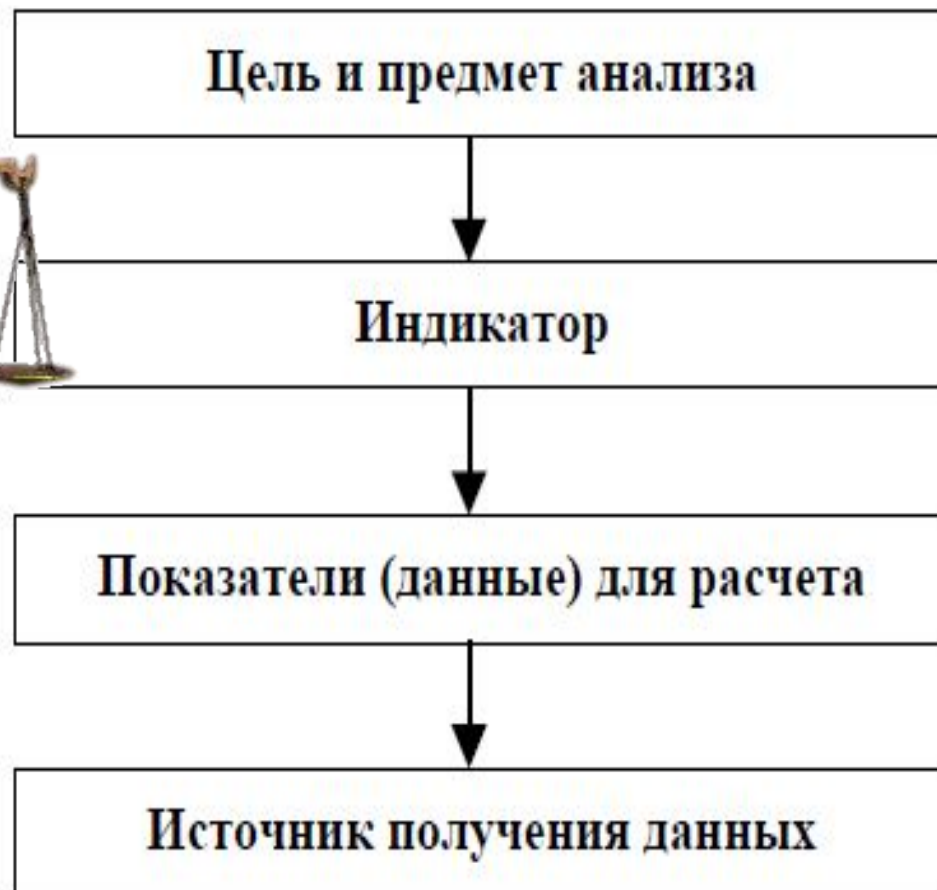 Цель и предмет анализа
Индикатор
Показатели (данные) для расчета
Источник получения данных